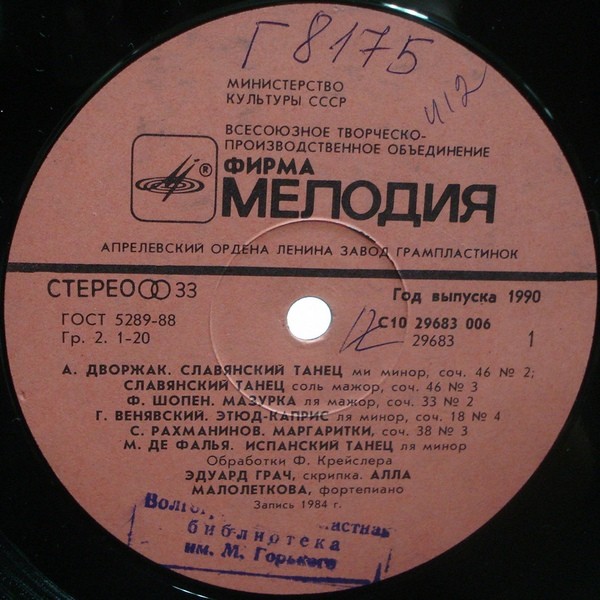 Г 8175
МИНИСТЕРСТВО
КУЛЬТУРЫ СССР
ВСЕСОЮЗНОЕ ТВОРЧЕСКО-
ПРОИЗВОДСТВЕННОЕ ОБЪЕДИНЕНИЕ
®
ФИРМА
МЕЛОДИЯ
АПРЕЛЕВСКИЙ ОРДЕНА ЛЕНИНА ЗАВОД ГРАМПЛАСТИНОК
СТЕРЕО 33
Год выпуска 1990
ГОСТ 5289-88
С10 29683 006
Гр. 2. 1-20
29683
1
А. ДВОРЖАК. СЛАВЯНСКИЙ ТАНЕЦ ми минор, соч. 46 № 2;
СЛАВЯНСКИЙ ТАНЕЦ соль мажор, соч. 46 № 3
Ф. ШОПЕН. МАЗУРКА ля мажор, соч. 33 № 2
Г. ВЕНЯВСКИЙ. ЭТЮД-КАПРИС ля минор, соч. 18 № 4
С. РАХМАНИНОВ. МАРГАРИТКИ, соч. 38 № 3
М. ДЕ ФАЛЬЯ. ИСПАНСКИЙ ТАНЕЦ ля минор
Обработки Ф. Крейслера
ЭДУАРД ГРАЧ, скрипка. АЛЛА
МАЛОЛЕТКОВА, фортепиано
Запись 1984 г.
библиотека
им. М. Горького